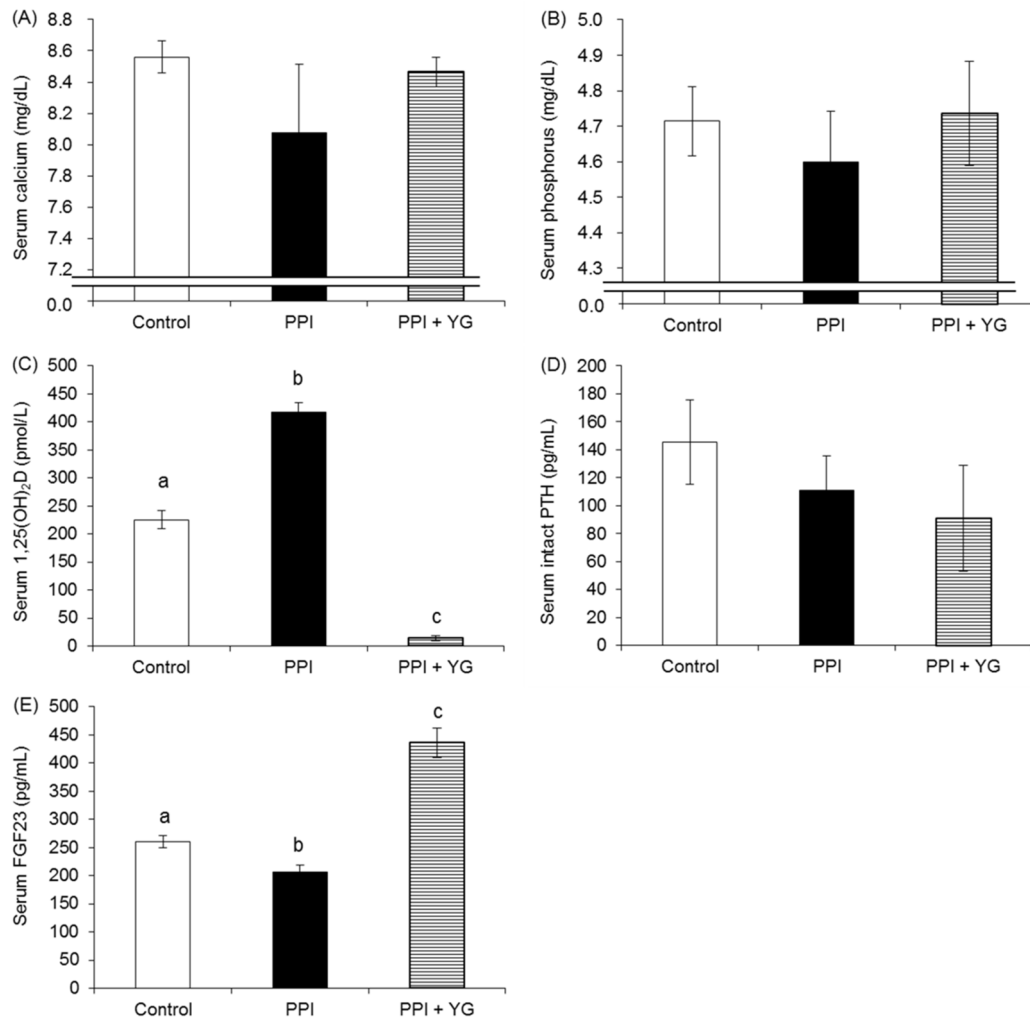 (A)
Serum calcium (mg/dL)
8.8
8.6
8.4
8.2
8.0
7.8
7.6
7.4
7.2
0.0
Control PPI PPI + YG
(B)
Serum phosphorus (mg/dL)
5.0
4.9
4.8
4.7
4.6
4.5
4.4
4.3
0.0
Control PPI PPI + YG
(C)
Serum 1,25(OH)₂D (pmol/L)
500
450
400
350
300
250
200
150
100
50
0
a
b
c
Control PPI PPI + YG
(D)
Serum intact PTH (pg/mL)
200
180
160
140
120
100
80
60
40
20
0
Control PPI PPI + YG
(E)
Serum FGF23 (pg/mL)
500
450
400
350
300
250
200
150
100
50
0
a
b
c
Control PPI PPI + YG